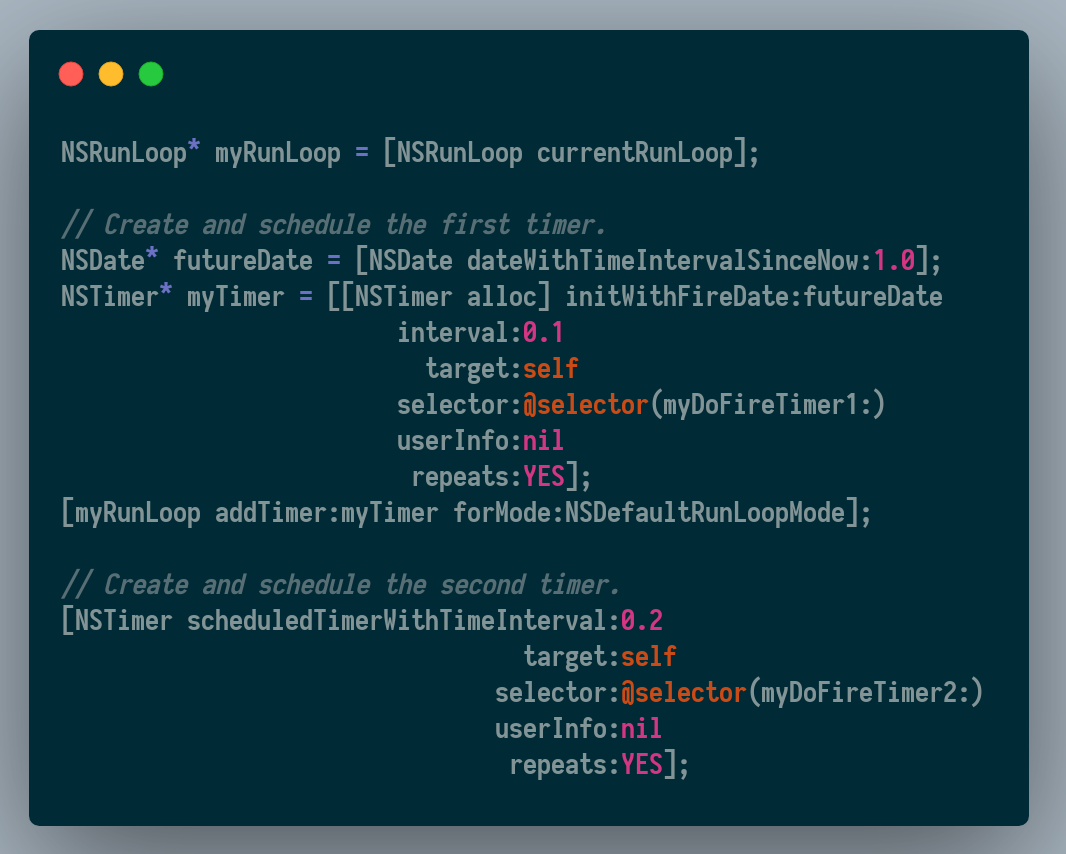 NSRunLoop* myRunLoop = [NSRunLoop currentRunLoop];

// Create and schedule the first timer.
NSDate* futureDate = [NSDate dateWithTimeIntervalSinceNow:1.0];
NSTimer* myTimer = [[NSTimer alloc] initWithFireDate:futureDate
                        interval:0.1
                          target:self
                        selector:@selector(myDoFireTimer1:)
                        userInfo:nil
                         repeats:YES];
[myRunLoop addTimer:myTimer forMode:NSDefaultRunLoopMode];

// Create and schedule the second timer.
[NSTimer scheduledTimerWithTimeInterval:0.2
                                 target:self
                               selector:@selector(myDoFireTimer2:)
                               userInfo:nil
                                repeats:YES];